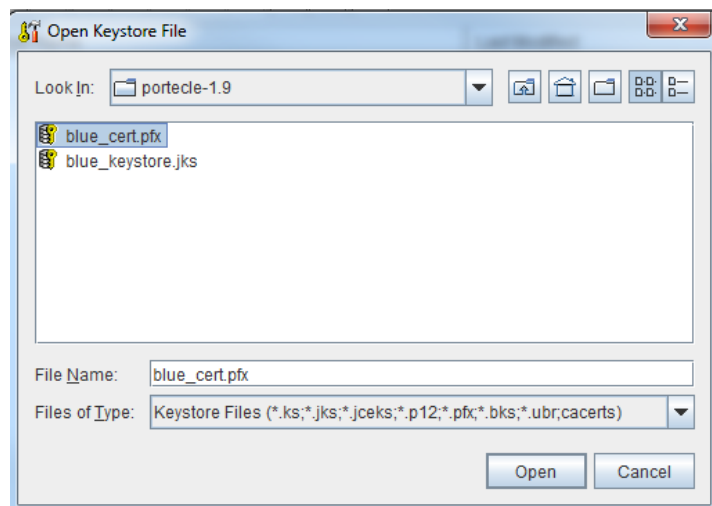 Open Keystore File
Look In: portecle-1.9
blue_cert.pfx
blue_keystore.jks
File Name: blue_cert.pfx
Files of Type: Keystore Files (*.ks;*.jks;*.jceks;*.p12;*.pfx;*.bks;*.ubr;cacerts)
Open Cancel